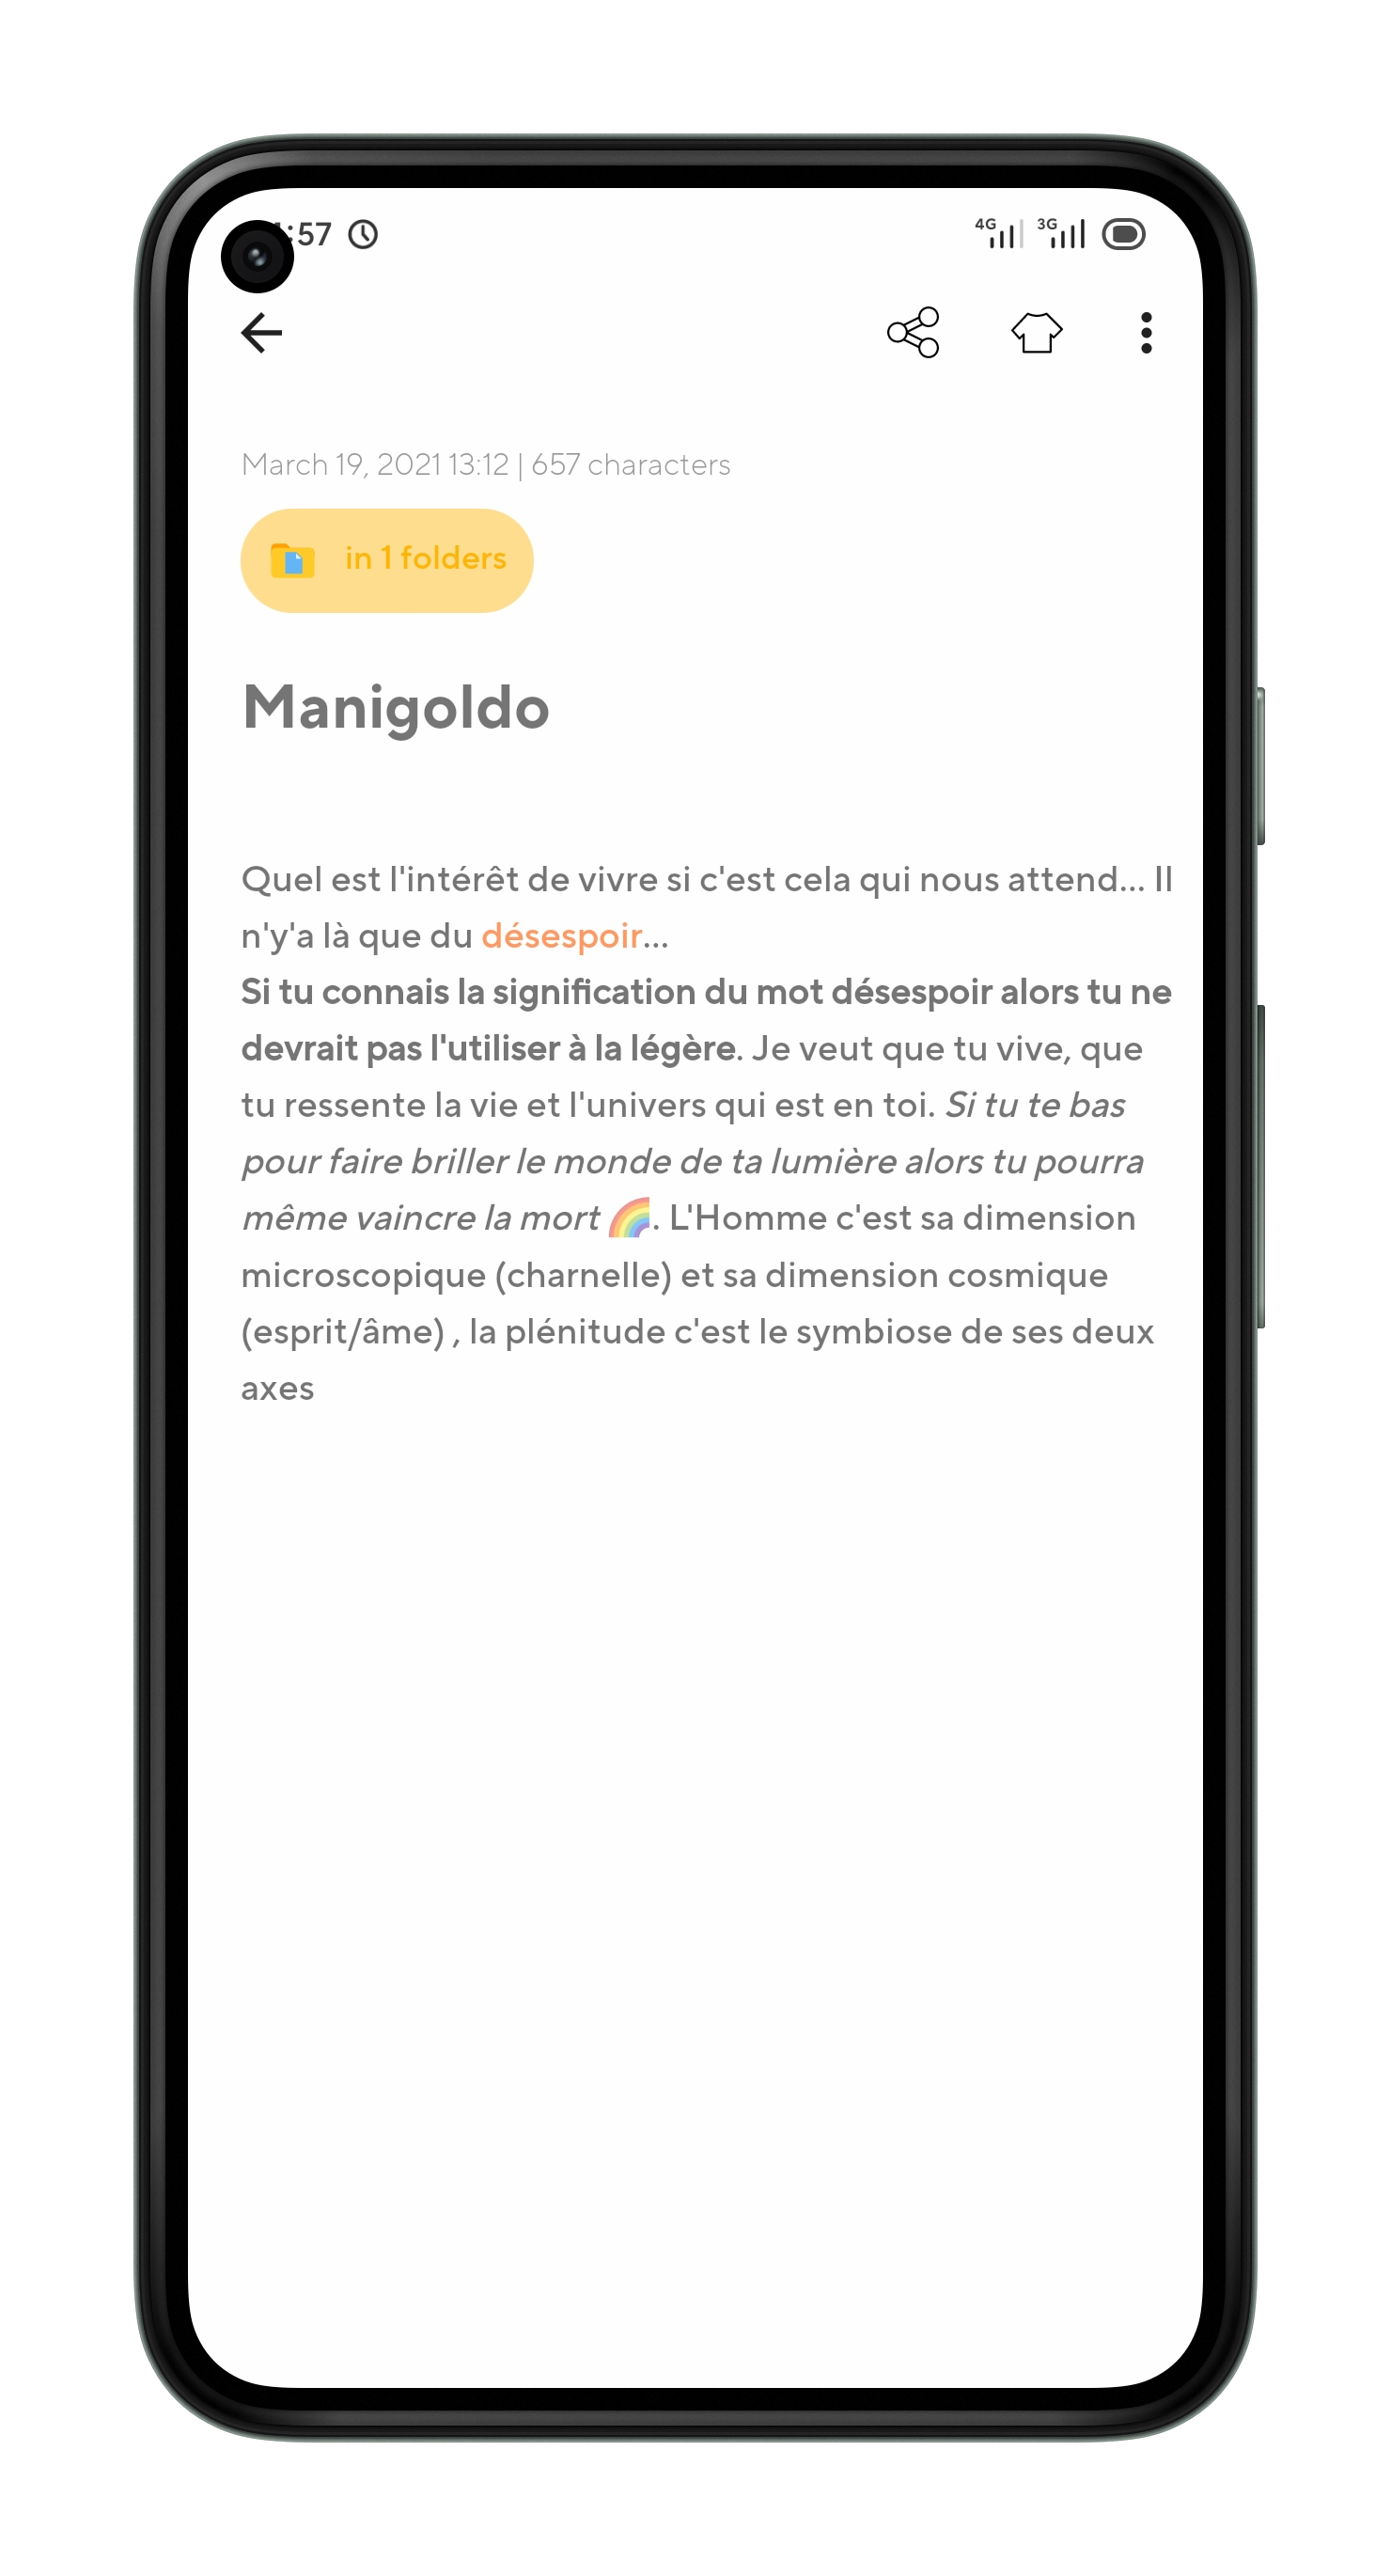 :57
4G 3G
March 19, 2021 13:12 | 657 characters
in 1 folders
Manigoldo
Quel est l'intérêt de vivre si c'est cela qui nous attend... Il
n'y'a là que du désespoir...
Si tu connais la signification du mot désespoir alors tu ne
devrait pas l'utiliser à la légère. Je veut que tu vive, que
tu ressente la vie et l'univers qui est en toi. Si tu te bas
pour faire briller le monde de ta lumière alors tu pourra
même vaincre la mort 🌈. L'Homme c'est sa dimension
microscopique (charnelle) et sa dimension cosmique
(esprit/âme) , la plénitude c'est le symbiose de ses deux
axes